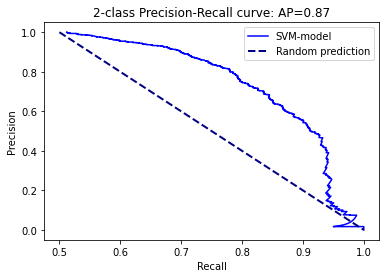 2-class Precision-Recall curve: AP=0.87
SVM-model
Random prediction
Precision
1.0
0.8
0.6
0.4
0.2
0.0
0.5 0.6 0.7 0.8 0.9 1.0
Recall